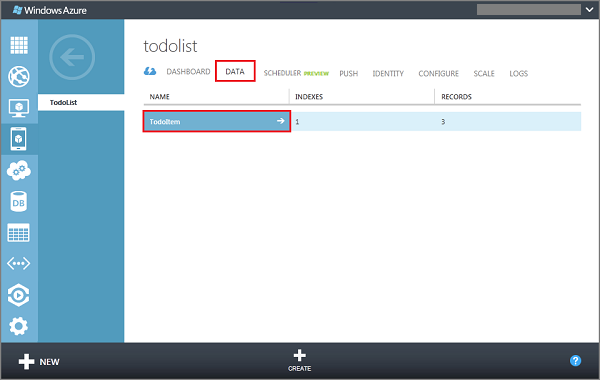 Windows Azure
todolist
DASHBOARD DATA SCHEDULER PREVIEW PUSH IDENTITY CONFIGURE SCALE LOGS
TodoList
NAME INDEXES RECORDS
TodoItem → 1 3
DB
NEW
CREATE
?